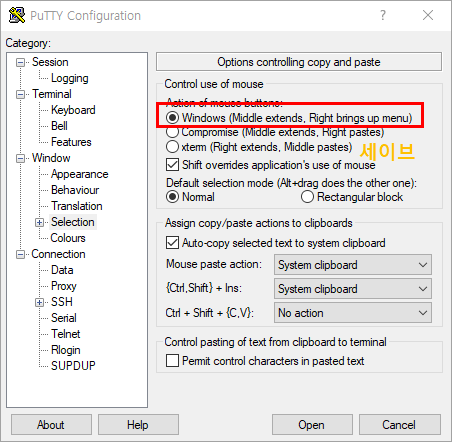 PuTTY Configuration
?
×
Category:
Session
Logging
Terminal
Keyboard
Bell
Features
Window
Appearance
Behaviour
Translation
Selection
Colours
Connection
Data
Proxy
SSH
Serial
Telnet
Rlogin
SUPDUP
Options controlling copy and paste
Control use of mouse
Action of mouse buttons:
Windows (Middle extends, Right brings up menu)
Compromise (Middle extends, Right pastes)
xterm (Right extends, Middle pastes)
세이브
Shift overrides application's use of mouse
Default selection mode (Alt+drag does the other one):
Normal
Rectangular block
Assign copy/paste actions to clipboards
Auto-copy selected text to system clipboard
Mouse paste action:
System clipboard
{Ctrl,Shift} + Ins:
System clipboard
Ctrl + Shift + {C,V}:
No action
Control pasting of text from clipboard to terminal
Permit control characters in pasted text
About
Help
Open
Cancel